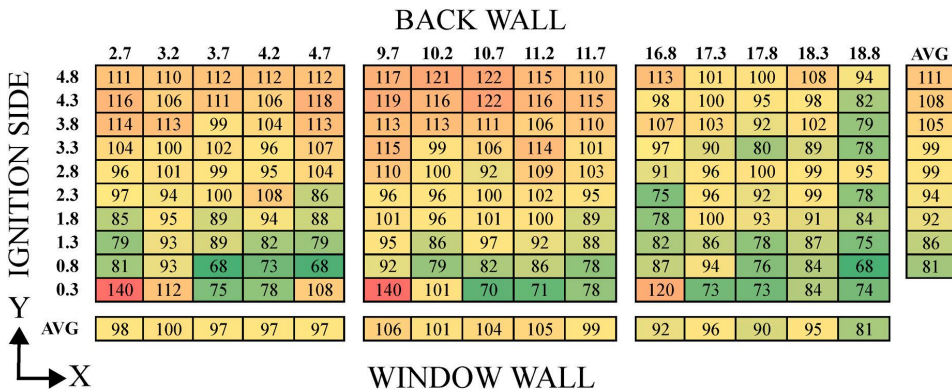 BACK WALL
2.7 3.2 3.7 4.2 4.7 9.7 10.2 10.7 11.2 11.7 16.8 17.3 17.8 18.3 18.8 AVG
4.8 111 110 112 112 112 117 121 122 115 110 113 101 100 108 94 111
4.3 116 106 111 106 118 119 116 122 116 115 98 100 95 98 82 108
3.8 114 113 99 104 113 113 113 111 106 110 107 103 92 102 79 105
3.3 104 100 102 96 107 115 99 106 114 101 97 90 80 89 78 99
2.8 96 101 99 95 104 110 100 92 109 103 91 96 100 99 95 99
2.3 97 94 100 108 86 96 96 100 102 95 75 96 92 99 78 94
1.8 85 95 89 94 88 101 96 101 100 89 78 100 93 91 84 92
1.3 79 93 89 82 79 95 86 97 92 88 82 86 78 87 75 86
0.8 81 93 68 73 68 92 79 82 86 78 87 94 76 84 68 81
0.3 140 112 75 78 108 140 101 70 71 78 120 73 73 84 74
AVG 98 100 97 97 97 106 101 104 105 99 92 96 90 95 81
IGNITION SIDE
Y
X
WINDOW WALL